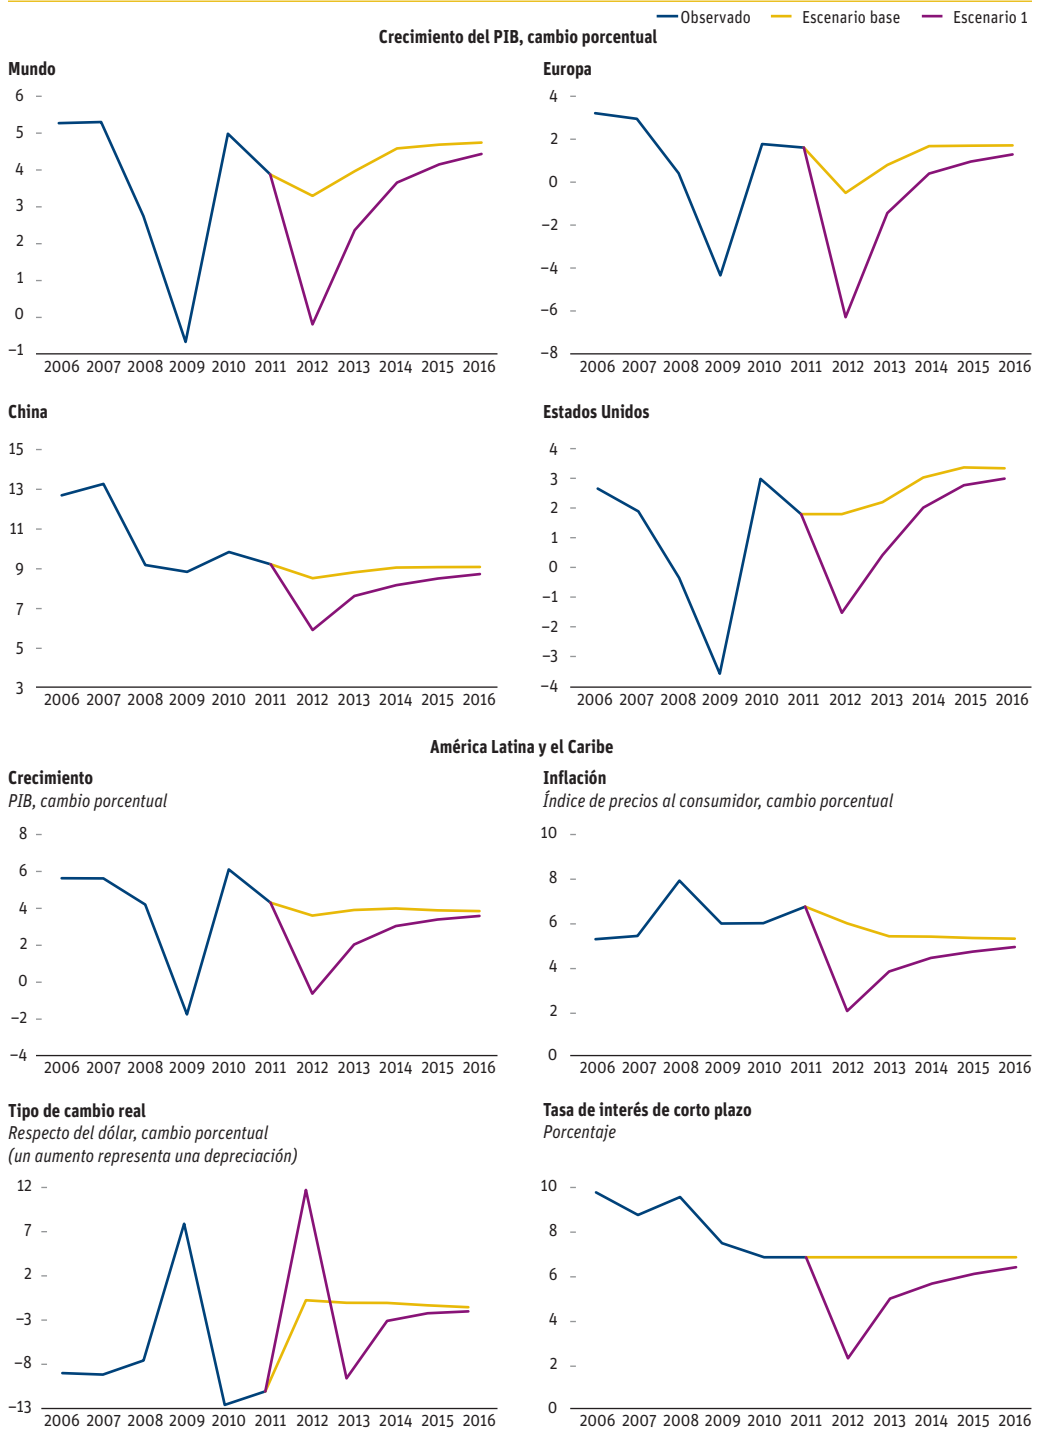 Observado Escenario base Escenario 1
Crecimiento del PIB, cambio porcentual
Mundo
6
5
4
3
2
1
0
–1
2006 2007 2008 2009 2010 2011 2012 2013 2014 2015 2016
Europa
4
2
0
–2
–4
–6
–8
2006 2007 2008 2009 2010 2011 2012 2013 2014 2015 2016
China
15
13
11
9
7
5
3
2006 2007 2008 2009 2010 2011 2012 2013 2014 2015 2016
Estados Unidos
4
3
2
1
0
–1
–2
–3
–4
2006 2007 2008 2009 2010 2011 2012 2013 2014 2015 2016
América Latina y el Caribe
Crecimiento
PIB, cambio porcentual
8
6
4
2
0
–2
–4
2006 2007 2008 2009 2010 2011 2012 2013 2014 2015 2016
Inflación
Índice de precios al consumidor, cambio porcentual
10
8
6
4
2
0
2006 2007 2008 2009 2010 2011 2012 2013 2014 2015 2016
Tipo de cambio real
Respecto del dólar, cambio porcentual
(un aumento representa una depreciación)
12
7
2
–3
–8
–13
2006 2007 2008 2009 2010 2011 2012 2013 2014 2015 2016
Tasa de interés de corto plazo
Porcentaje
10
8
6
4
2
0
2006 2007 2008 2009 2010 2011 2012 2013 2014 2015 2016